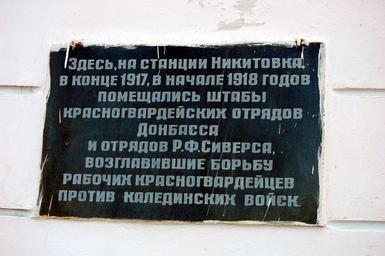 Здесь, на станции Никитовка
в конце 1917, в начале 1918 годов
помещались штабы
красногвардейских отрядов
Донбасса
и отрядов Р.Ф.Сиверса,
возглавившие борьбу
рабочих красногвардейцев
против калединских войск.